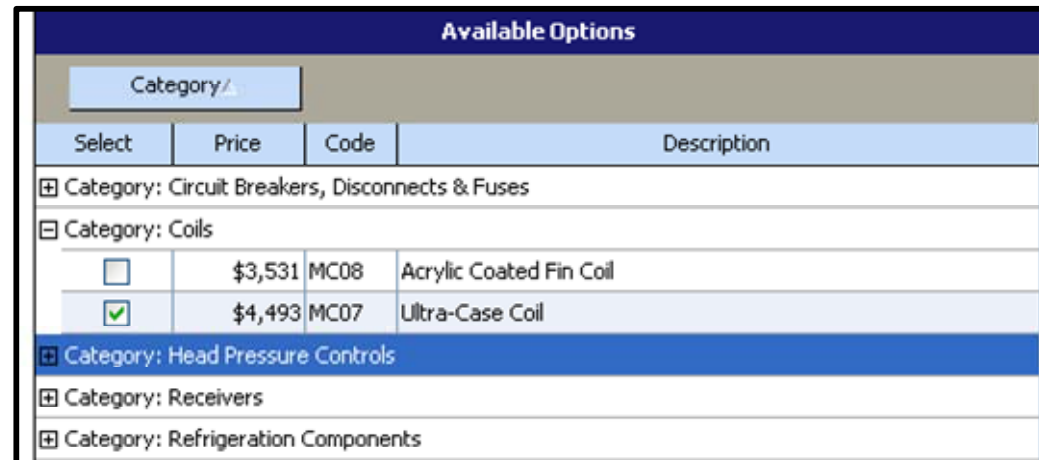 Available Options
Category
Select Price Code Description
Category: Circuit Breakers, Disconnects & Fuses
Category: Coils
$3,531 MC08 Acrylic Coated Fin Coil
$4,493 MC07 Ultra-Case Coil
Category: Head Pressure Controls
Category: Receivers
Category: Refrigeration Components